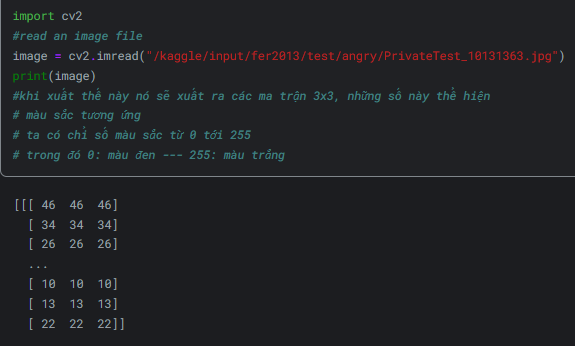 import cv2
#read an image file
image = cv2.imread("/kaggle/input/fer2013/test/angry/PrivateTest_10131363.jpg")
print(image)
#khi xuất thế này nó sẽ xuất ra các ma trận 3x3, những số này thể hiện
# màu sắc tương ứng
# ta có chỉ số màu sắc từ 0 tới 255
# trong đó 0: màu đen --- 255: màu trắng
[[[ 46 46 46]
[ 34 34 34]
[ 26 26 26]
...
[ 10 10 10]
[ 13 13 13]
[ 22 22 22]]